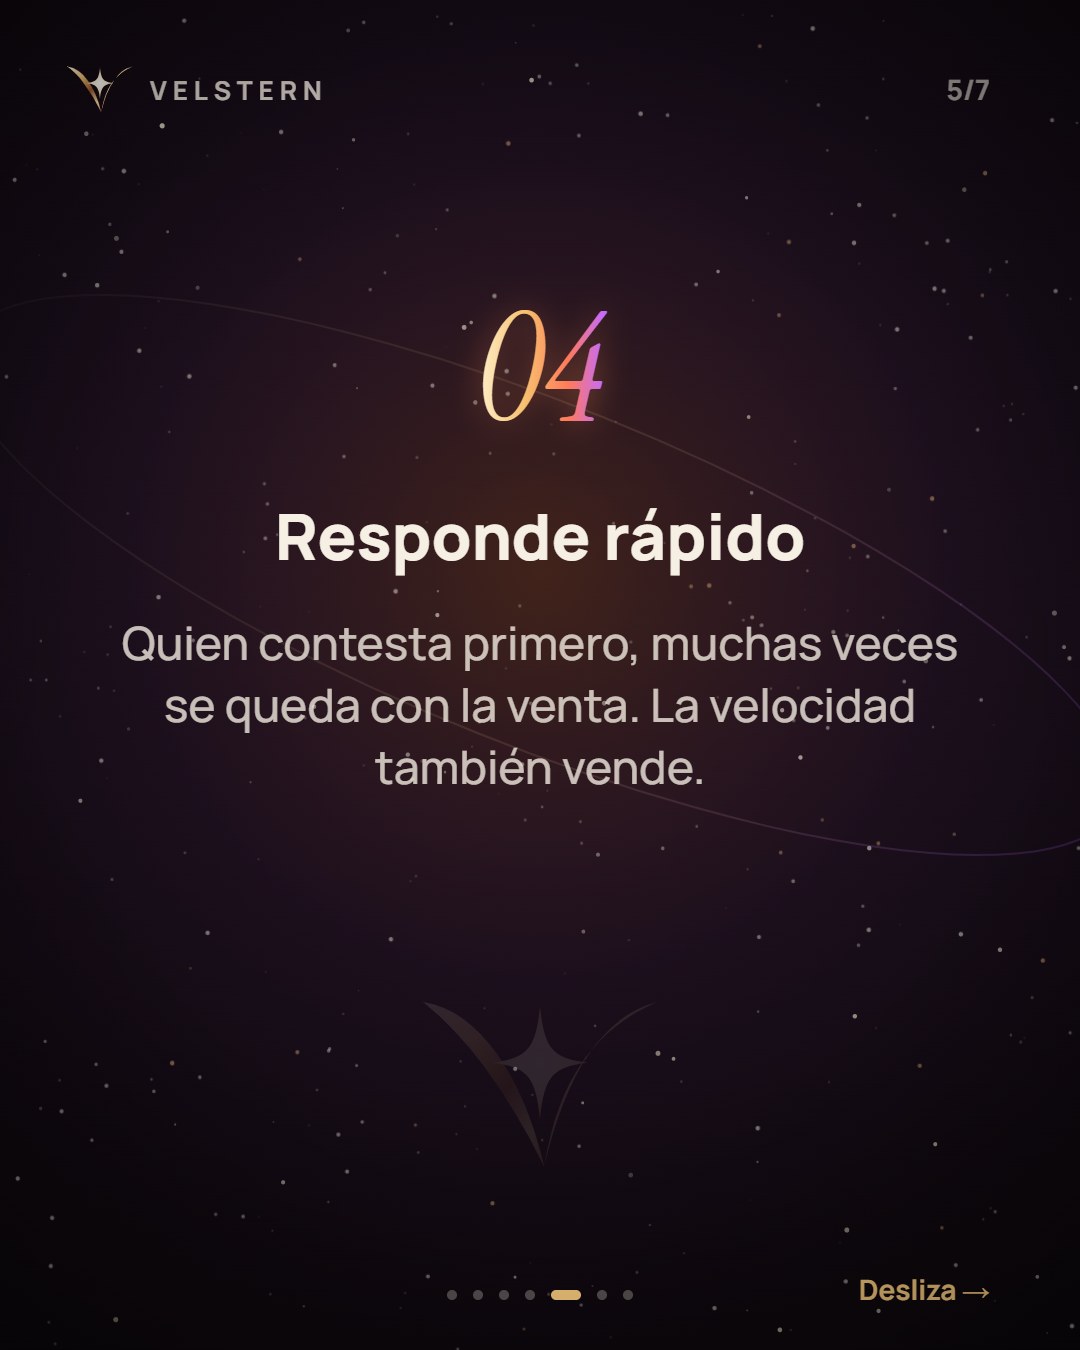 VELSTERN
5/7
04
Responde rápido
Quien contesta primero, muchas veces
se queda con la venta. La velocidad
también vende.
Desliza →